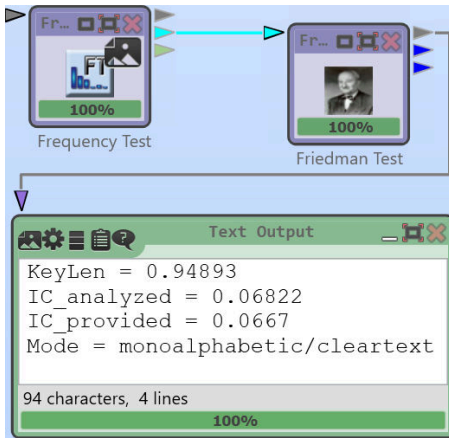 Fr…
FT
100%
Frequency Test
Fr…
100%
Friedman Test
Text Output
KeyLen = 0.94893
IC_analyzed = 0.06822
IC_provided = 0.0667
Mode = monoalphabetic/cleartext
94 characters, 4 lines
100%